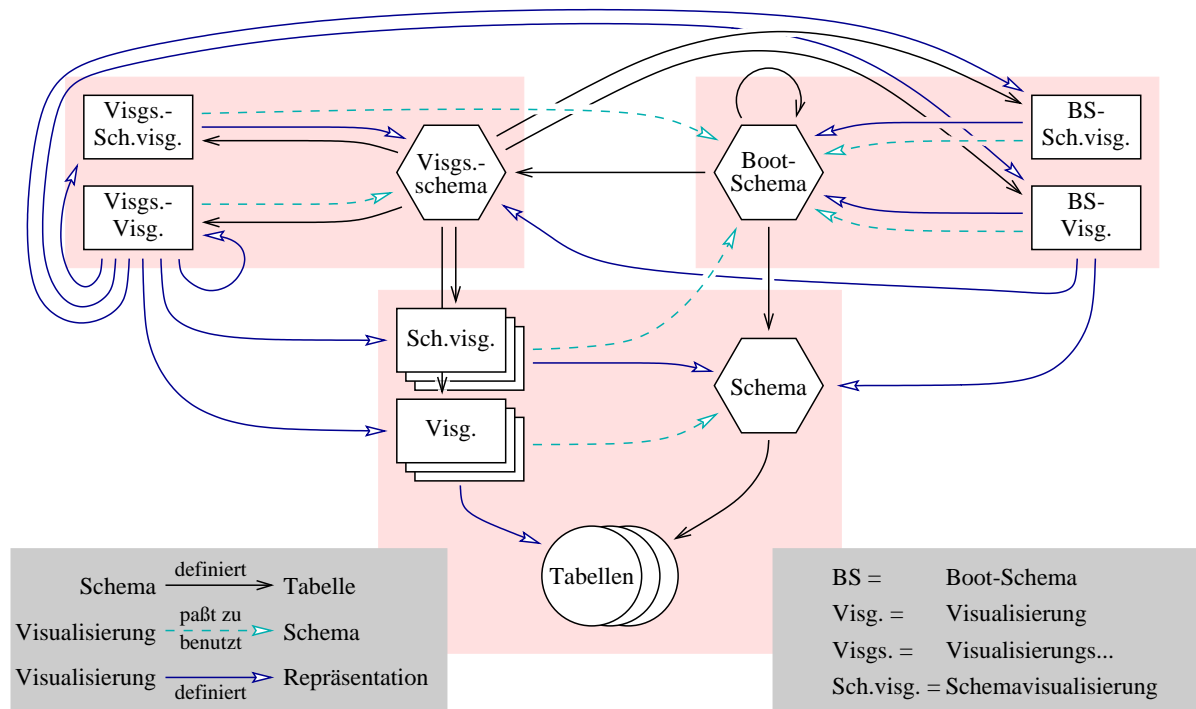 Visgs.-
Sch.visg.
Visgs.-
Visg.
Visgs.-
schema
Boot-
Schema
BS-
Sch.visg.
BS-
Visg.
Sch.visg.
Visg.
Schema
Tabellen
Schema definiert Tabelle
Visualisierung paßt zu benutzt Schema
Visualisierung definiert Repräsentation
BS = Boot-Schema
Visg. = Visualisierung
Visgs. = Visualisierungs...
Sch.visg. = Schemavisualisierung